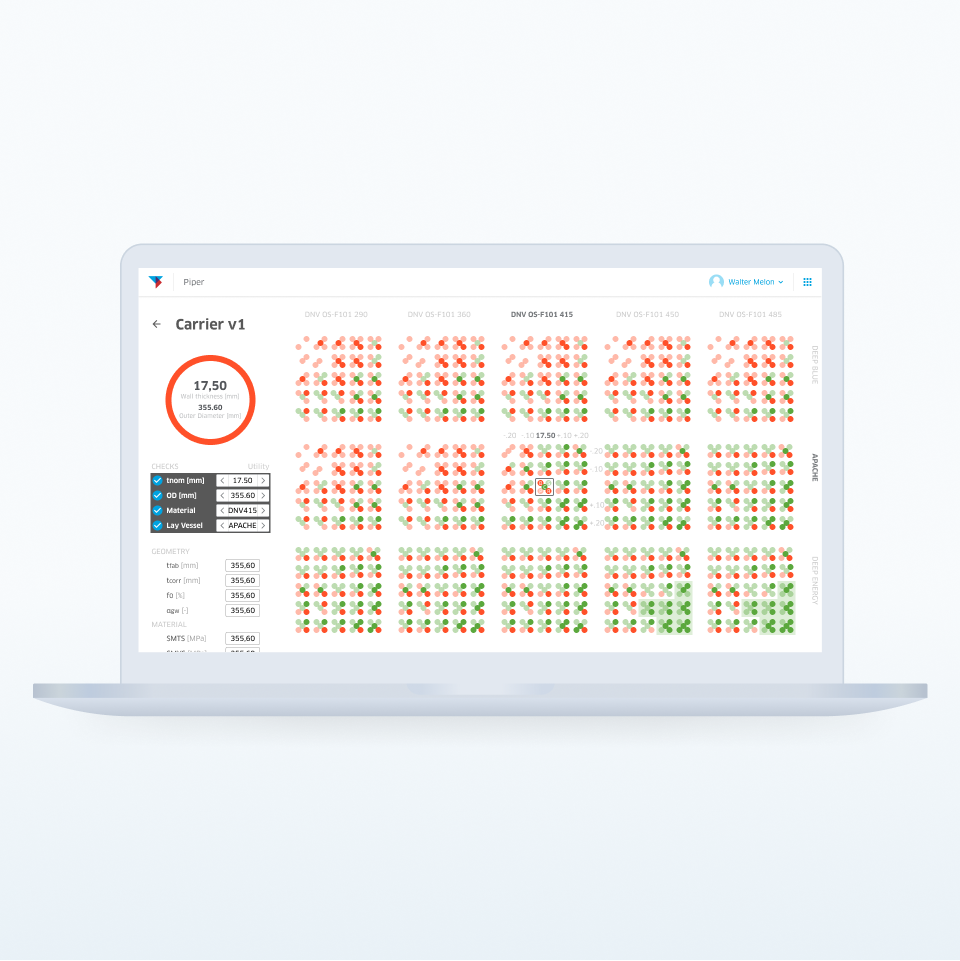 Piper
Walter Melon
Carrier v1
DNV OS-F101 290
DNV OS-F101 360
DNV OS-F101 415
DNV OS-F101 450
DNV OS-F101 485
17,50
Wall thickness [mm]
355.60
Outer Diameter [mm]
DEEP BLUE
- 20 - 10 17.50 + 10 + 20
- 20
- 10
+ 10
+ 20
APACHE
DEEP ENERGY
CHECKS Utility
tnom [mm] 17.50
OD [mm] 355.60
Material DNV415
Lay Vessel APACHE
GEOMETRY
tfab [mm] 355,60
tcorr [mm] 355,60
f0 [%] 355,60
αgw [-] 355,60
MATERIAL
SMTS [MPa] 355,60